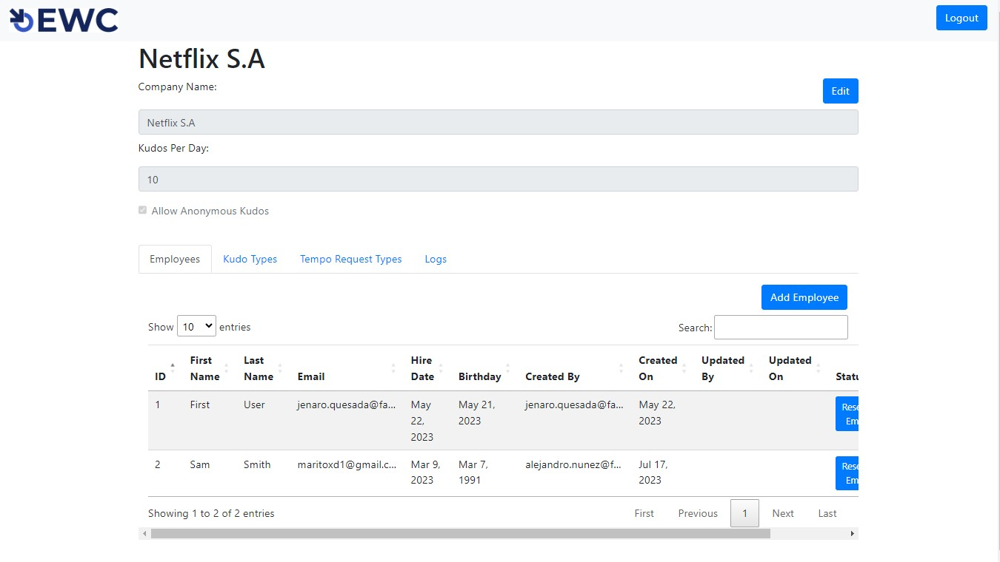 EWC
Logout
Netflix S.A
Company Name:
Edit
Netflix S.A
Kudos Per Day:
10
Allow Anonymous Kudos
Employees Kudo Types Tempo Request Types Logs
Add Employee
Show 10 entries Search:
ID First Name Last Name Email Hire Date Birthday Created By Created On Updated By Updated On Statu
1 First User jenaro.quesada@fa... May 22, 2023 May 21, 2023 jenaro.quesada@fa... May 22, 2023 Rese Em
2 Sam Smith maritoxd1@gmail.c... Mar 9, 2023 Mar 7, 1991 alejandro.nunez@f... Jul 17, 2023 Rese Em
Showing 1 to 2 of 2 entries First Previous 1 Next Last